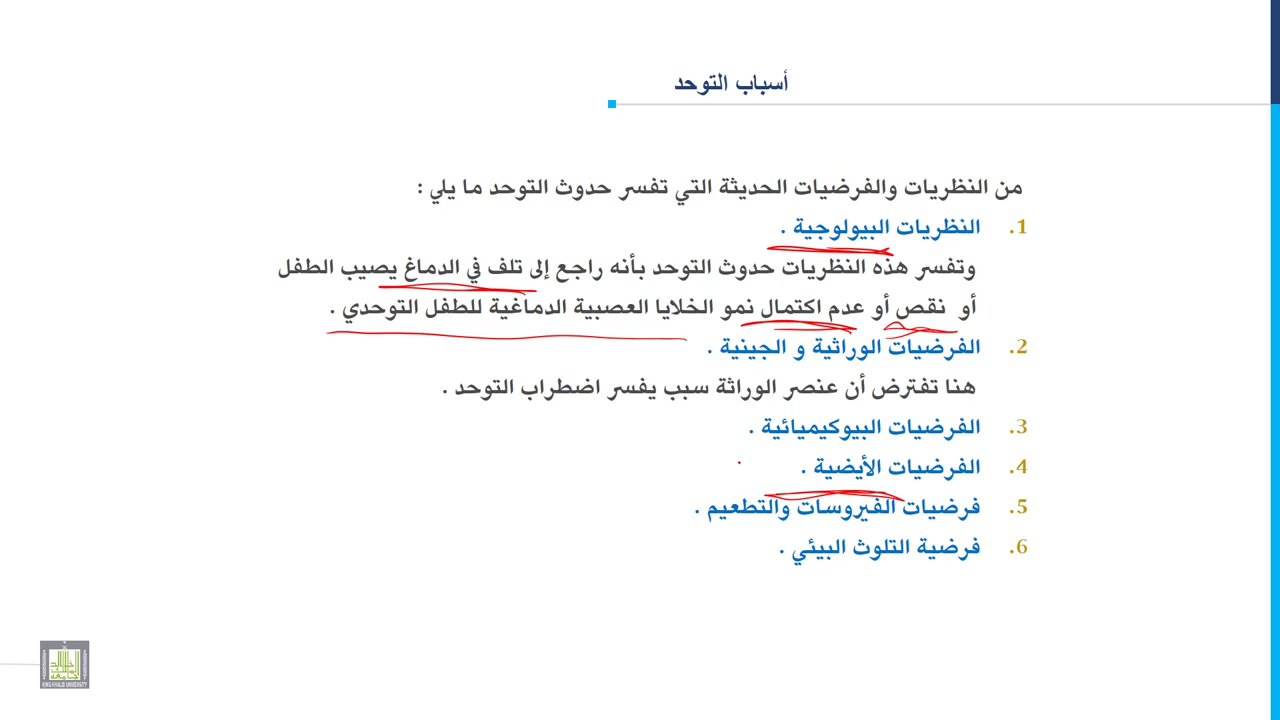 أسباب التوحد
من النظريات والفرضيات الحديثة التي تفسر حدوث التوحد ما يلي :
1. النظريات البيولوجية .
وتفسر هذه النظريات حدوث التوحد بأنه راجع إلى تلف في الدماغ يصيب الطفل
أو نقص أو عدم اكتمال نمو الخلايا العصبية الدماغية للطفل التوحدي .
2. الفرضيات الوراثية و الجينية .
هنا تفترض أن عنصر الوراثة سبب يفسر اضطراب التوحد .
3. الفرضيات البيوكيميائية .
4. الفرضيات الأيضية .
5. فرضيات الفيروسات والتطعيم .
6. فرضية التلوث البيئي .
KING KHALID UNIVERSITY